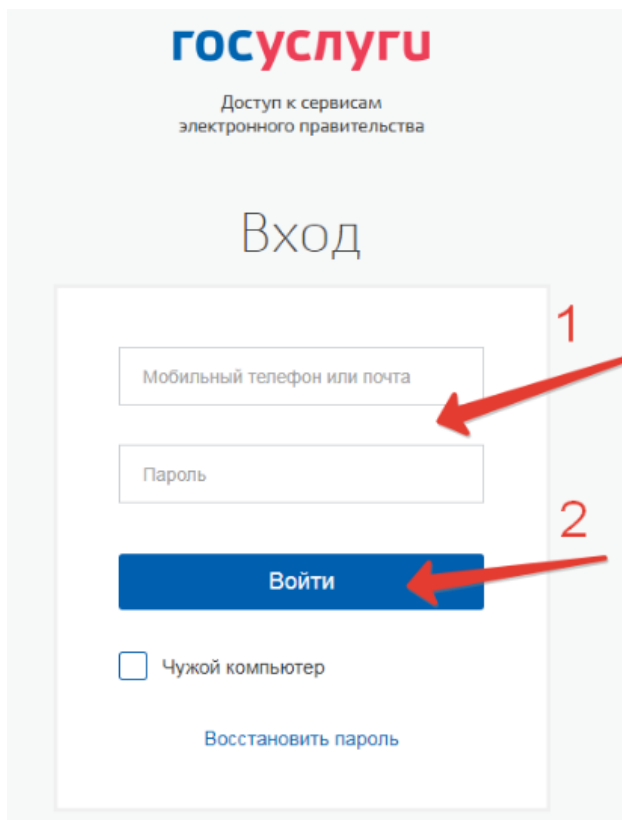 госуслуги
Доступ к сервисам
электронного правительства
Вход
1
Мобильный телефон или почта
Пароль
2
Войти
Чужой компьютер
Восстановить пароль